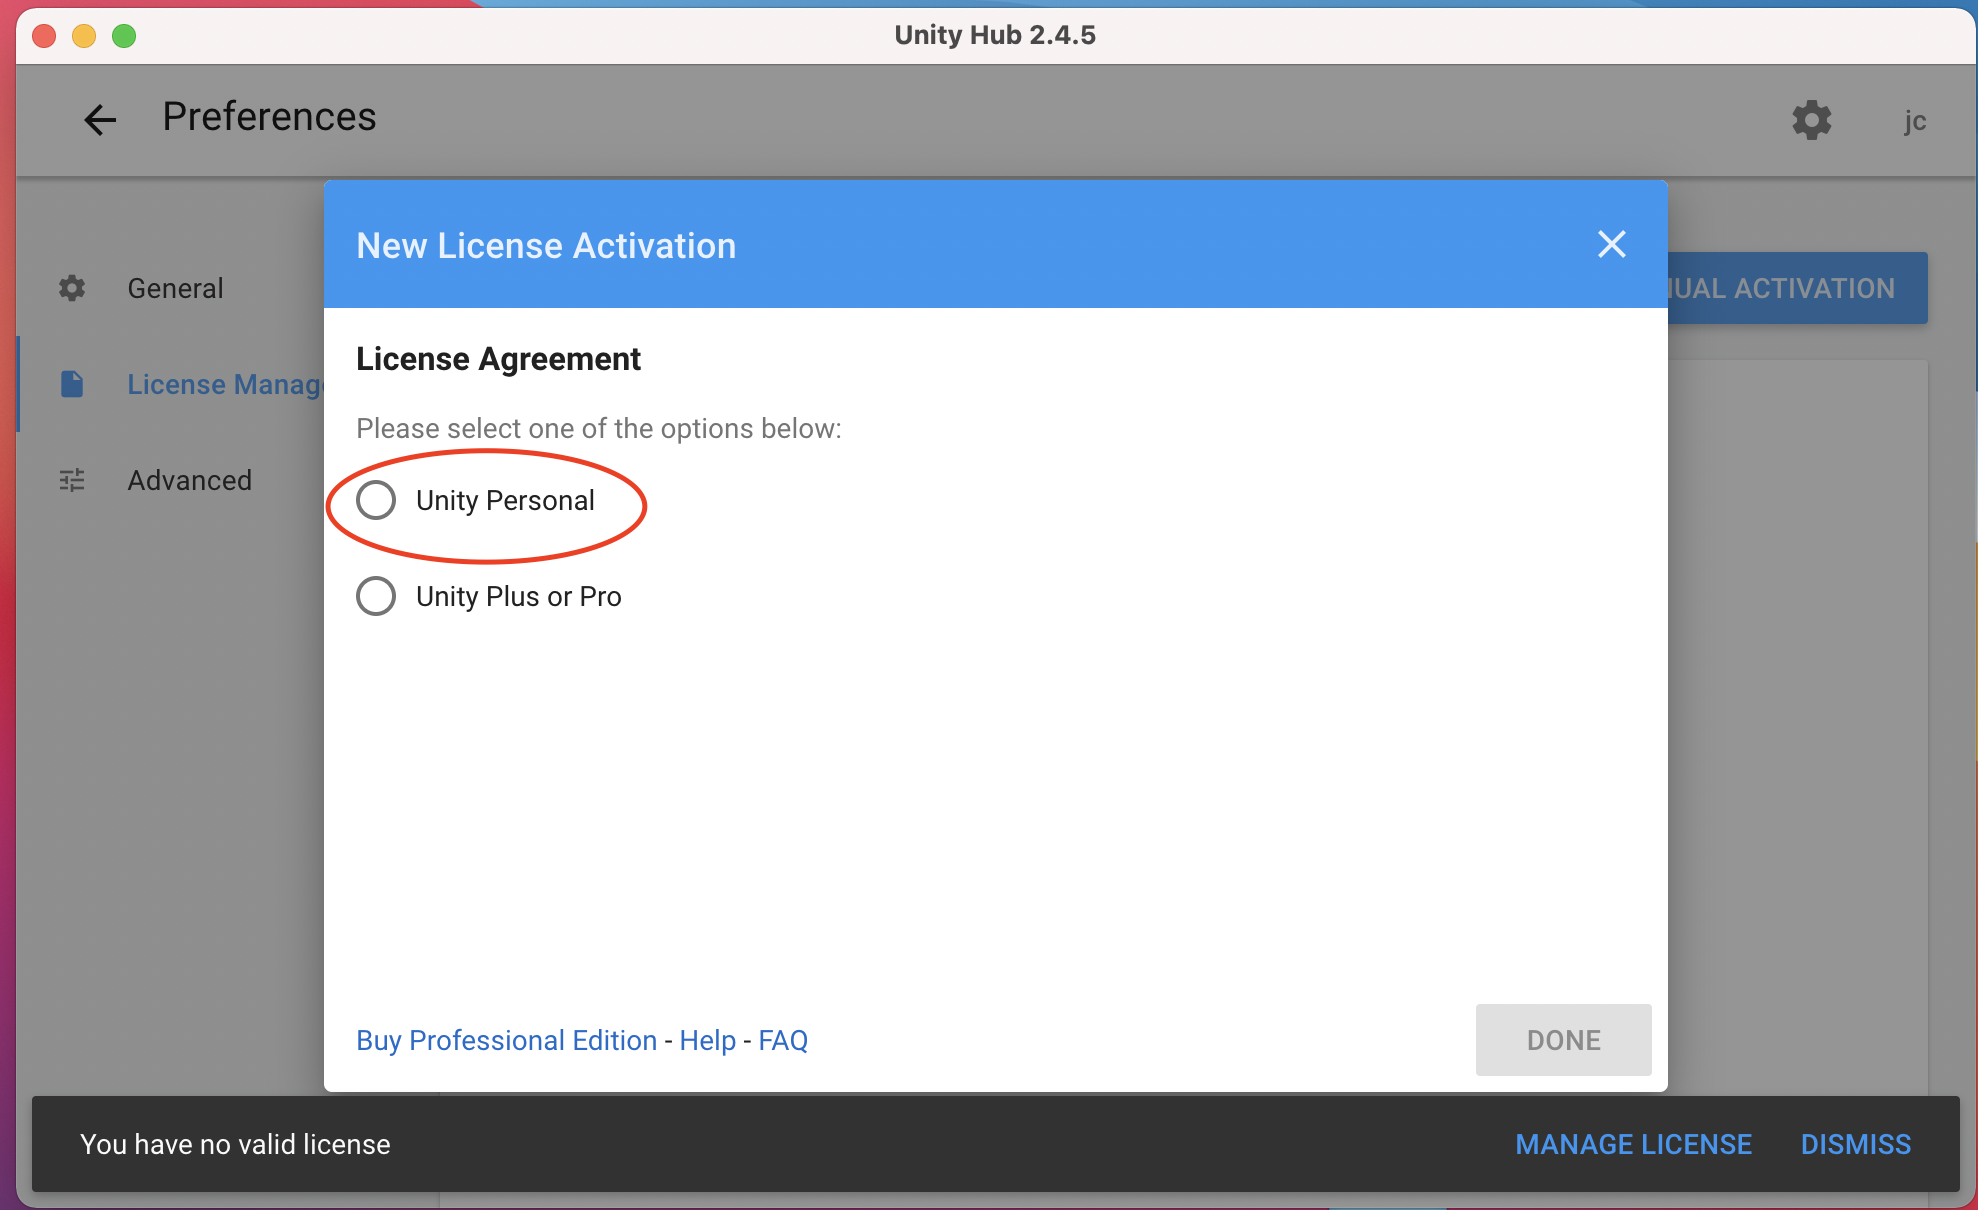 Unity Hub 2.4.5
Preferences
jc
New License Activation
General
UAL ACTIVATION
License Agreement
License Manag
Please select one of the options below:
Advanced
Unity Personal
Unity Plus or Pro
Buy Professional Edition - Help - FAQ
DONE
You have no valid license
MANAGE LICENSE
DISMISS